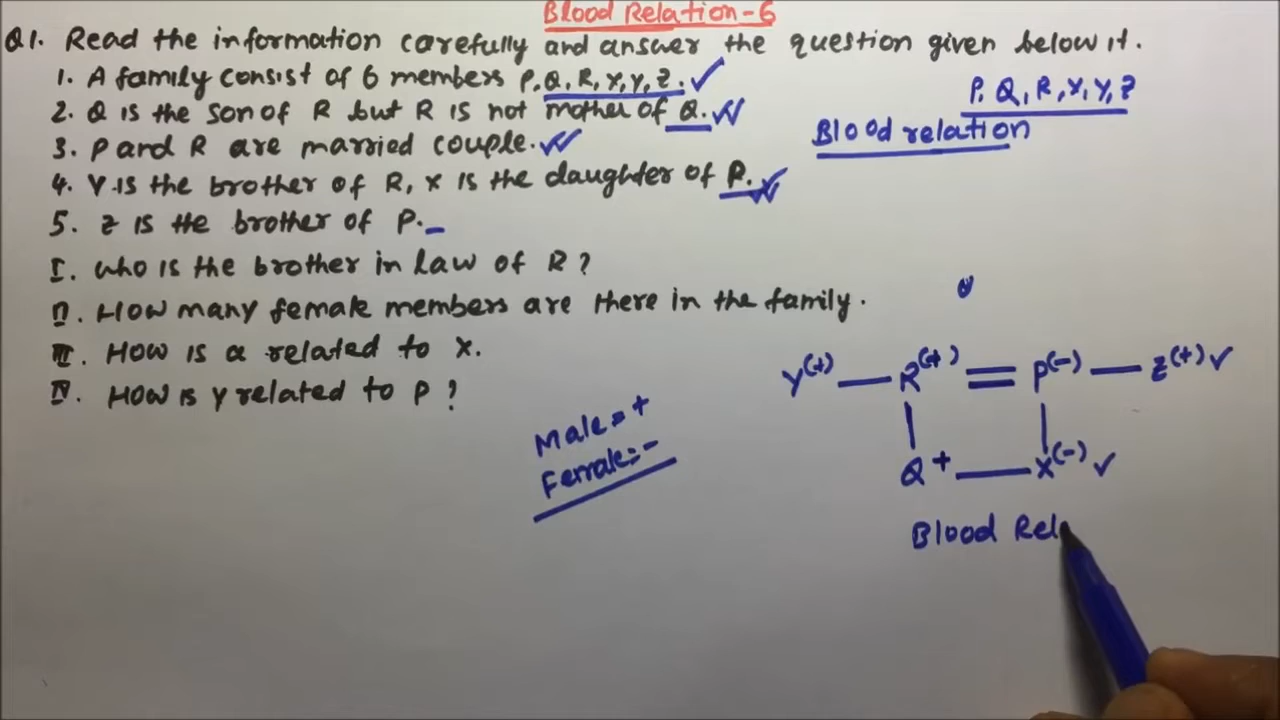 Blood Relation-6
Q1. Read the information carefully and answer the question given below it.
1. A family consist of 6 members P, Q, R, X, Y, Z.
P, Q, R, X, Y, Z
2. Q is the son of R but R is not mother of Q.
Blood relation
3. P and R are married couple.
4. Y is the brother of R, X is the daughter of P.
5. Z is the brother of P.
I. Who is the brother in law of R?
II. How many female members are there in the family.
III. How is Q related to X.
IV. How is Y related to P?
Y(+) — R(+) = P(-) — Z(+)
Male = +
Female = -
Q + — X(-)
Blood Rel